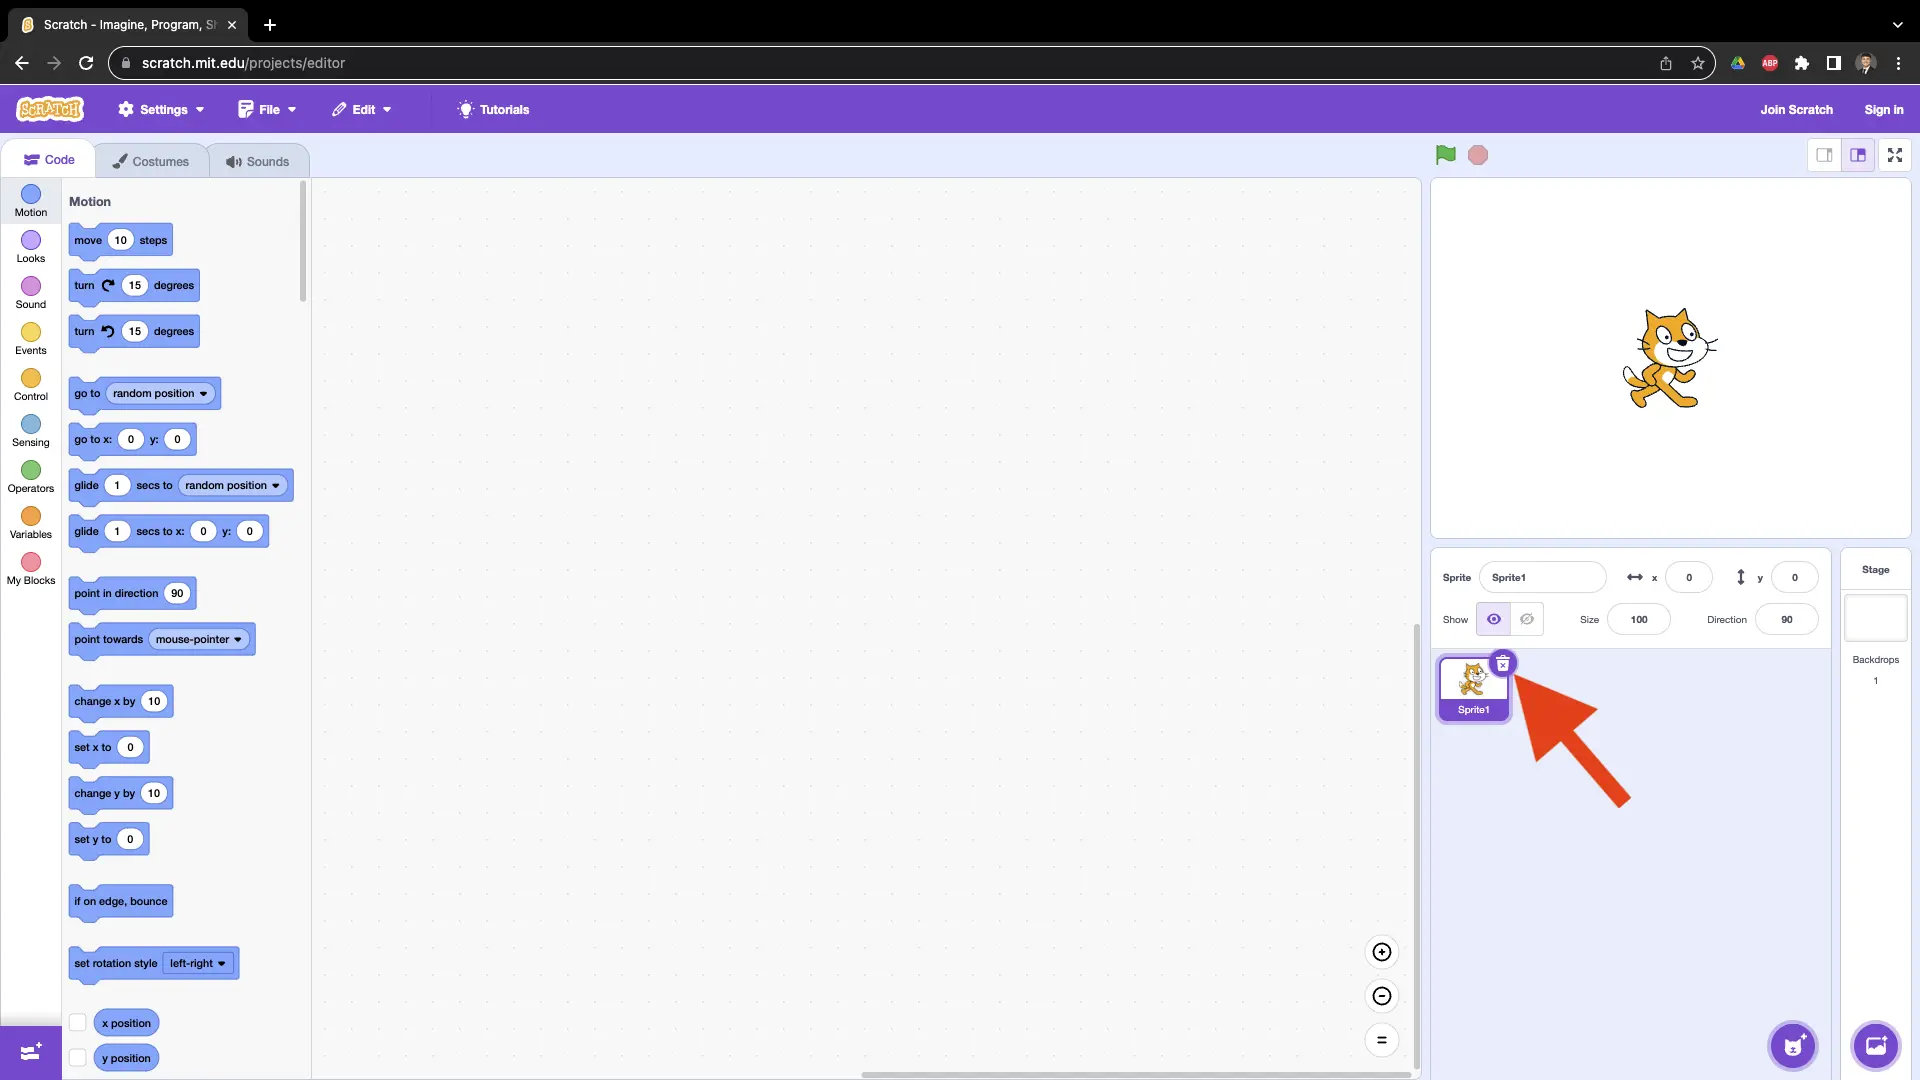 Scratch - Imagine, Program, Sh
scratch.mit.edu/projects/editor
ABP
SCRATCH
Settings
File
Edit
Tutorials
Join Scratch
Sign in
Code
Costumes
Sounds
Motion
Looks
Sound
Events
Control
Sensing
Operators
Variables
My Blocks
Motion
move 10 steps
turn 15 degrees
turn 15 degrees
go to random position
go to x: 0 y: 0
glide 1 secs to random position
glide 1 secs to x: 0 y: 0
point in direction 90
point towards mouse-pointer
change x by 10
set x to 0
change y by 10
set y to 0
if on edge, bounce
set rotation style left-right
x position
y position
Sprite Sprite1 x 0 y 0
Show Size 100 Direction 90
Sprite1
Stage
Backdrops
1